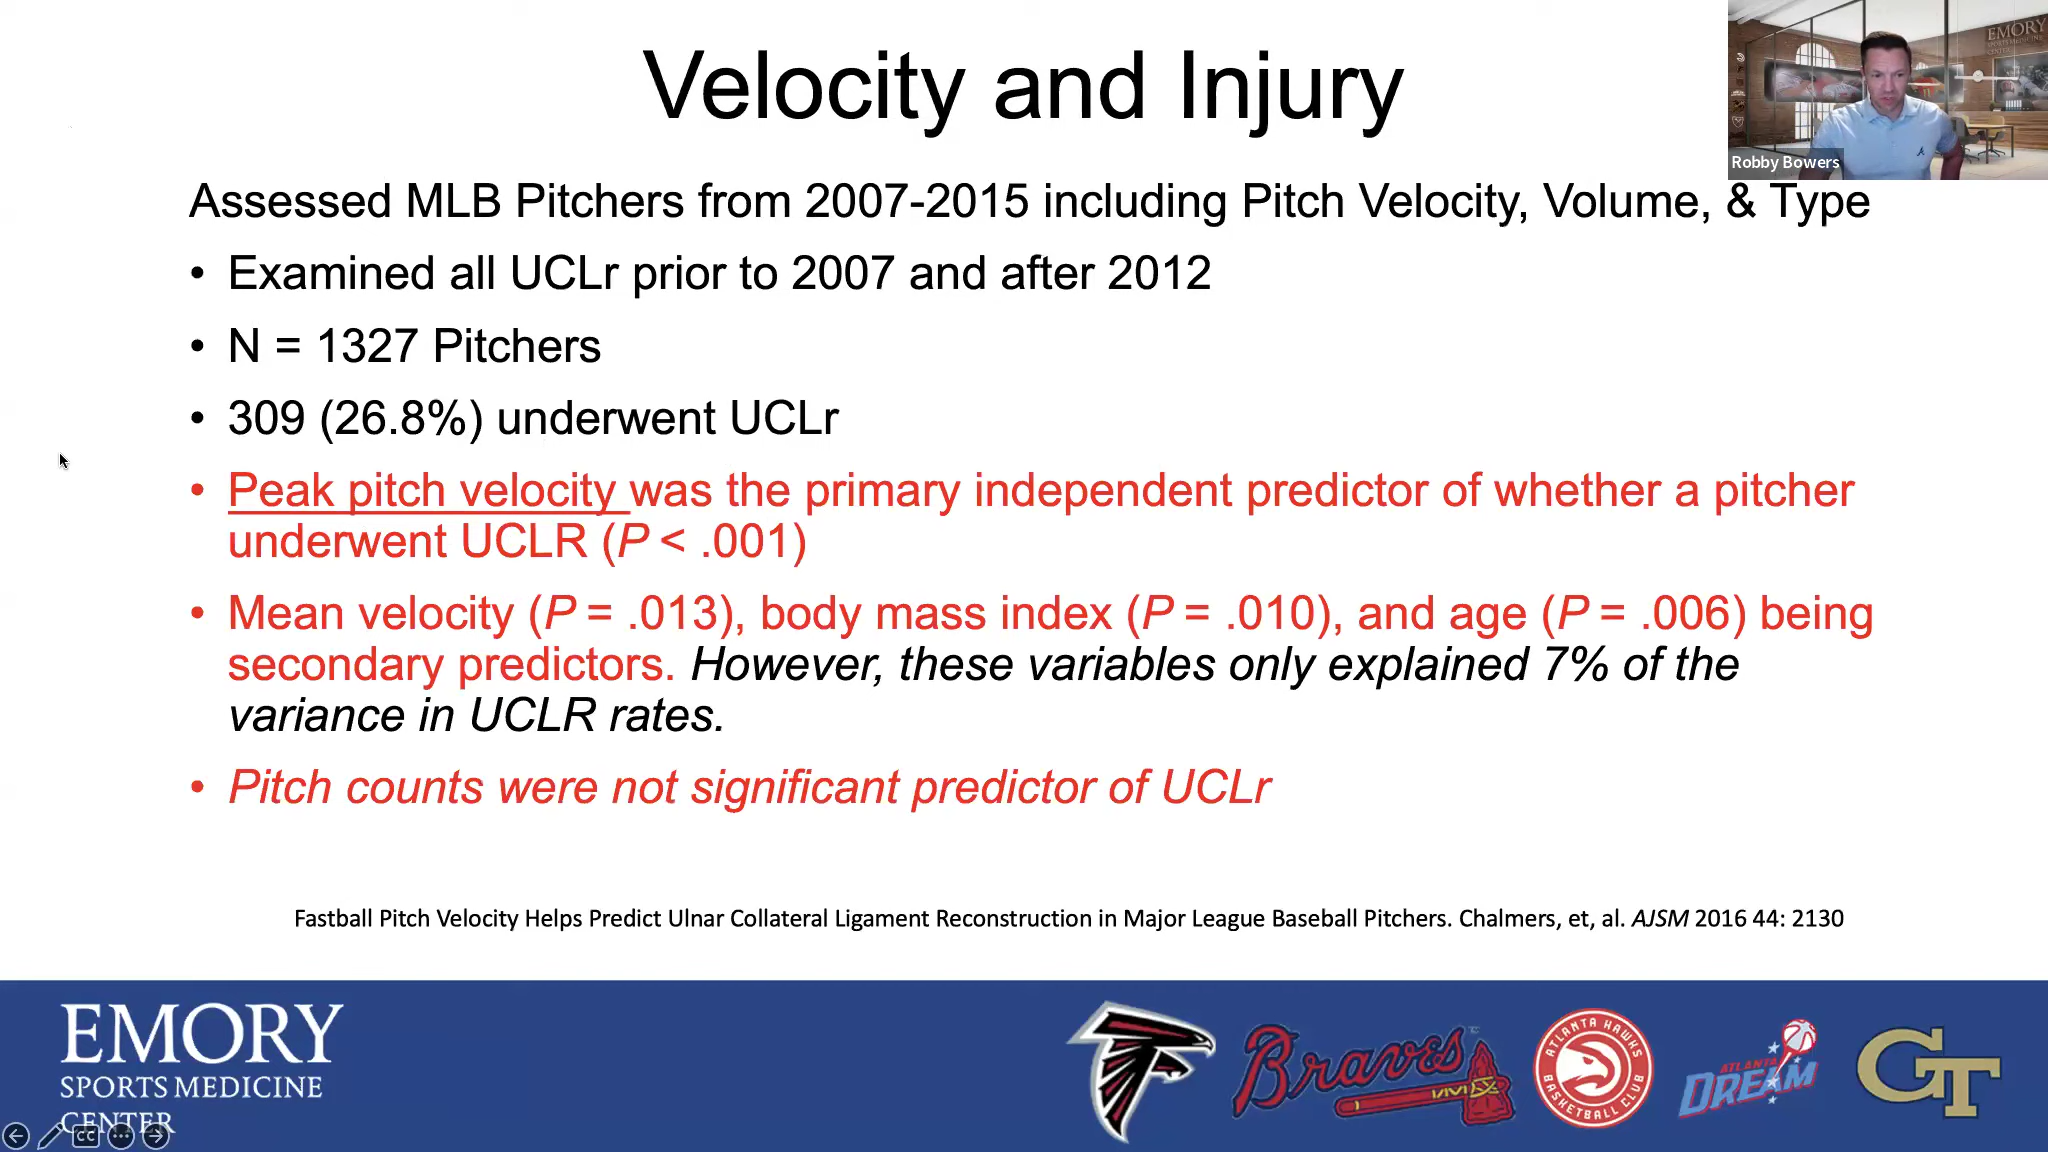 Velocity and Injury
EMORY
SPORTS MEDICINE
CENTER
Robby Bowers
Assessed MLB Pitchers from 2007-2015 including Pitch Velocity, Volume, & Type
• Examined all UCLr prior to 2007 and after 2012
• N = 1327 Pitchers
• 309 (26.8%) underwent UCLr
• Peak pitch velocity was the primary independent predictor of whether a pitcher
underwent UCLR (P < .001)
• Mean velocity (P = .013), body mass index (P = .010), and age (P = .006) being
secondary predictors. However, these variables only explained 7% of the
variance in UCLR rates.
• Pitch counts were not significant predictor of UCLr
Fastball Pitch Velocity Helps Predict Ulnar Collateral Ligament Reconstruction in Major League Baseball Pitchers. Chalmers, et, al. AJSM 2016 44: 2130
EMORY
SPORTS MEDICINE
CENTER
CC
Braves
ATLANTA HAWKS
BASKETBALL CLUB
ATLANTA
DREAM
GT